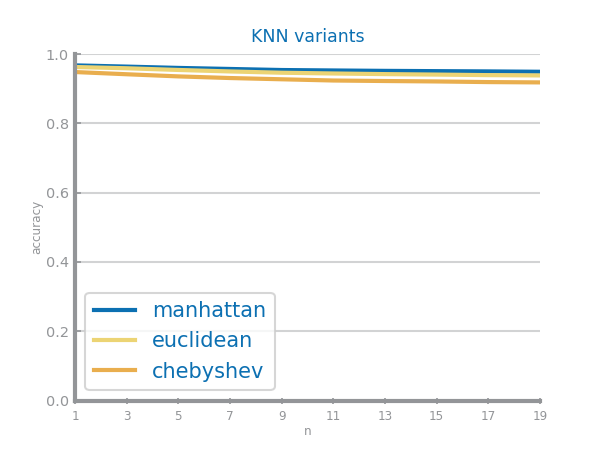 KNN variants
1.0
0.8
0.6
0.4
0.2
0.0
accuracy
manhattan
euclidean
chebyshev
1 3 5 7 9 11 13 15 17 19
n